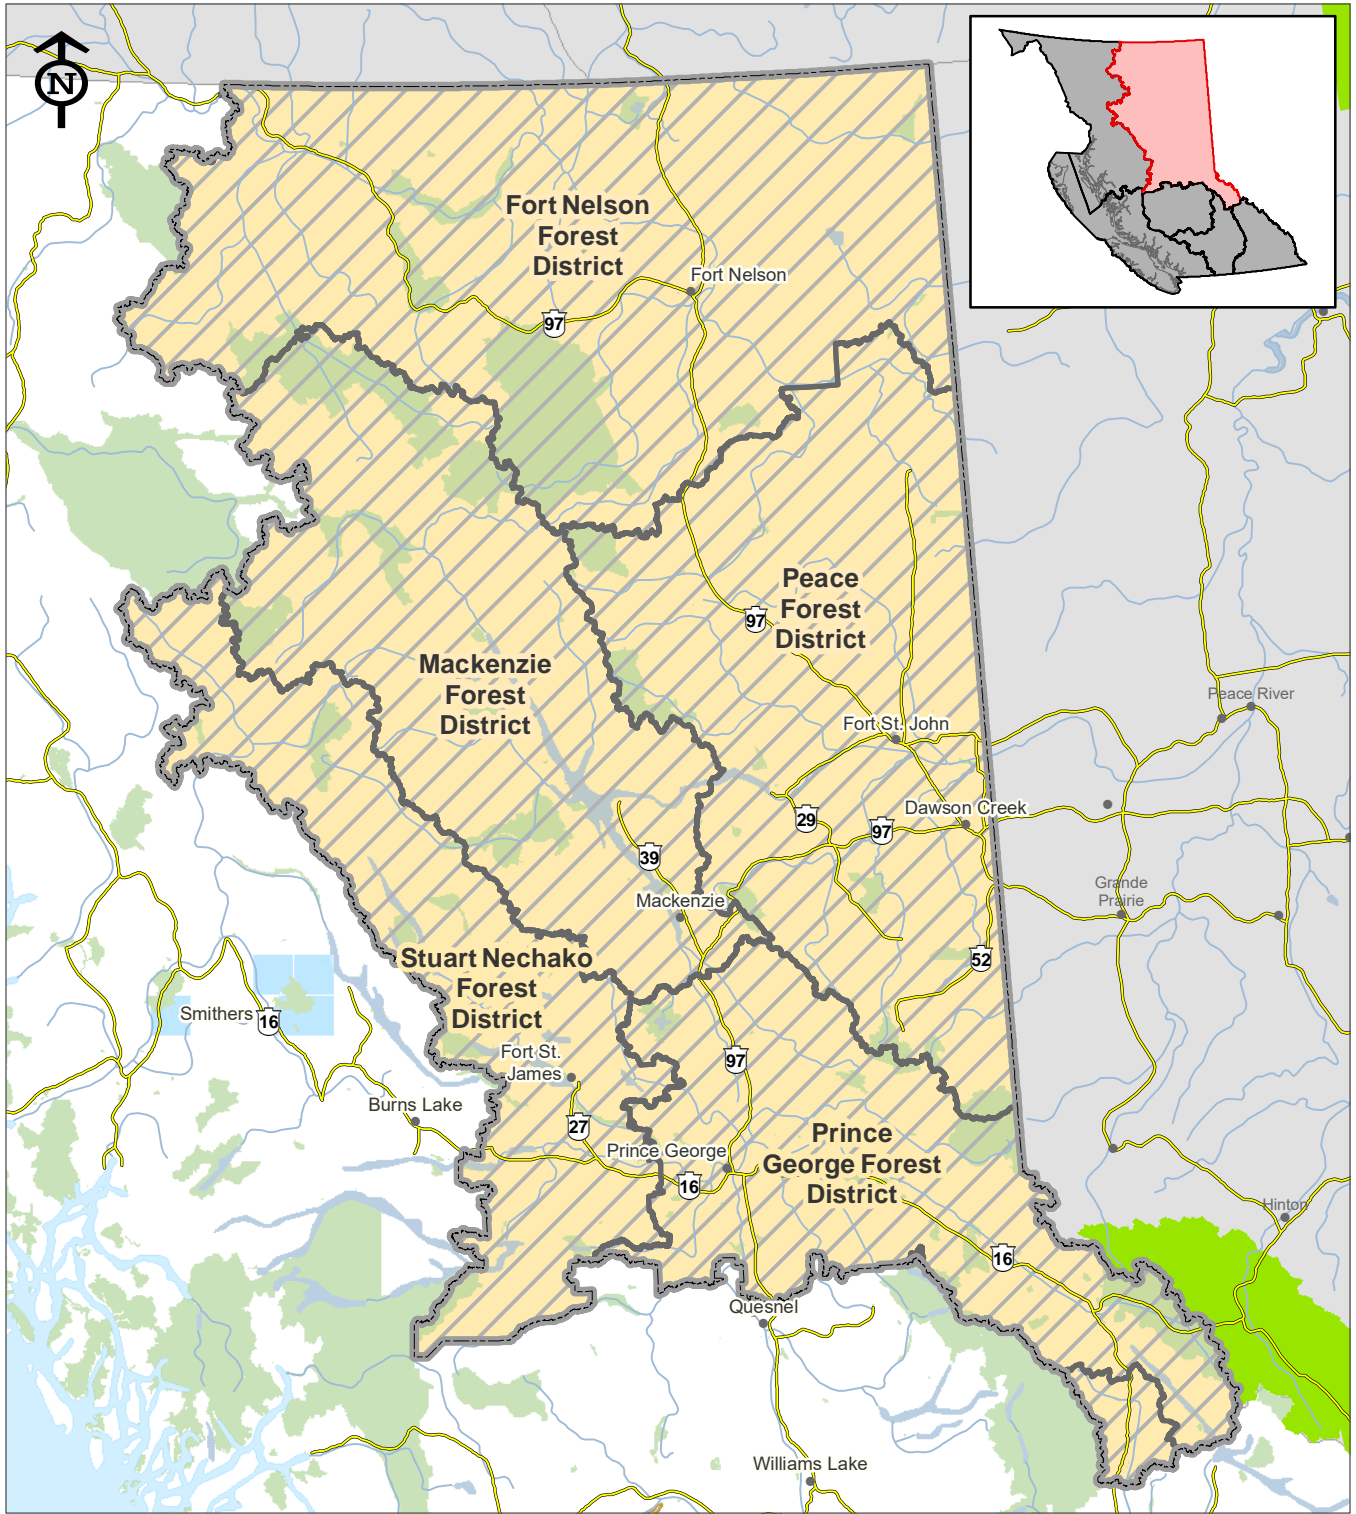 N
Fort Nelson
Forest
District
Fort Nelson
97
Peace
Forest
District
97
Mackenzie
Forest
District
Peace River
Fort St. John
29
97
Dawson Creek
39
Mackenzie
Grande
Prairie
52
Stuart Nechako
Forest
District
Smithers
16
Fort St.
James
97
Burns Lake
27
Prince George
16
Prince
George Forest
District
Hinton
16
Quesnel
Williams Lake